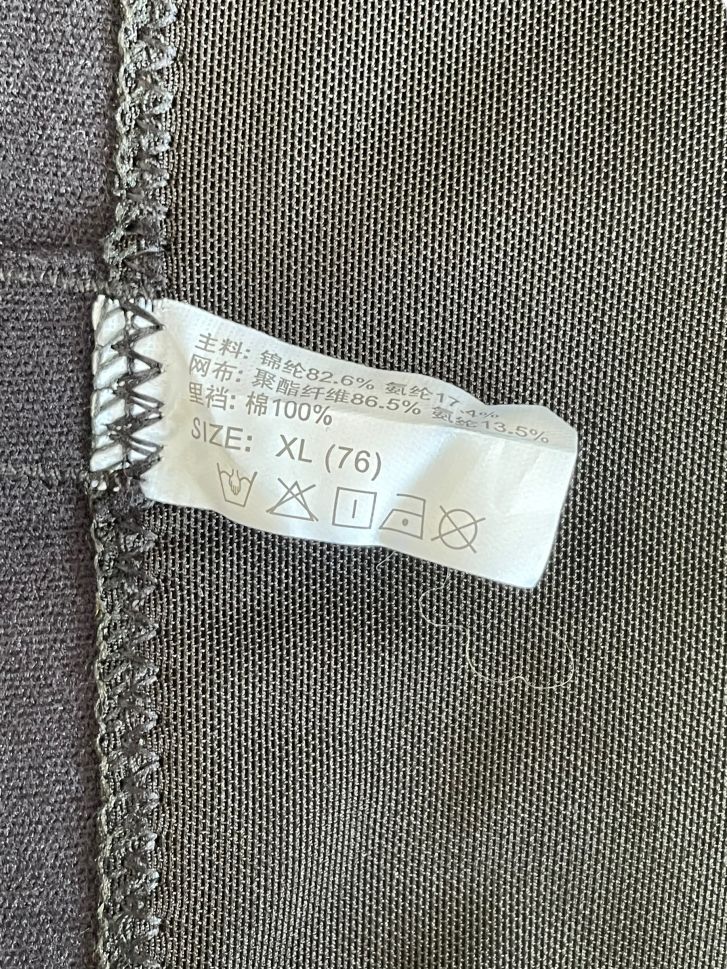 主料: 锦纶82.6% 氨纶17.4%
网布: 聚酯纤维86.5% 氨纶13.5%
里裆: 棉100%
SIZE: XL (76)